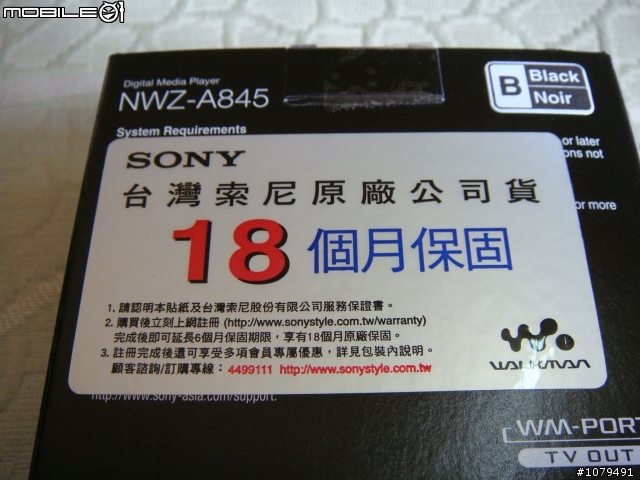 MOBILE01
Digital Media Player
NWZ-A845
B Black
Noir
System Requirements
or later
ons not
or more
SONY
台灣索尼原廠公司貨
18個月保固
1. 請認明本貼紙及台灣索尼股份有限公司服務保證書。
2. 購買後立刻上網註冊 (http://www.sonystyle.com.tw/warranty)
完成後即可延長6個月保固期限，享有18個月原廠保固。
3. 註冊完成後還可享受多項會員專屬優惠，詳見包裝內說明。
顧客諮詢/訂購專線：4499111 http://www.sonystyle.com.tw
WALKMAN
http://www.sony-asia.com/support.
WM-PORT
TV OUT
#1079491